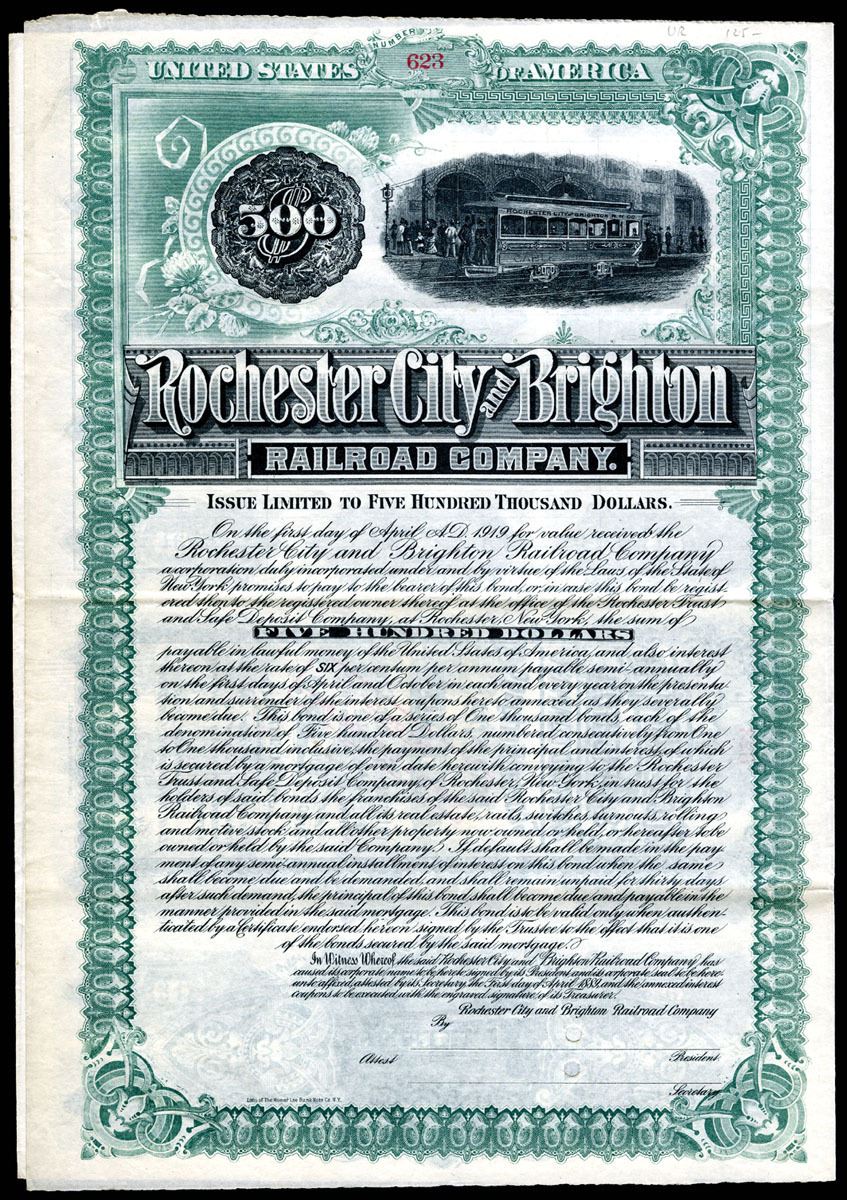 UR 125-
NUMBER
623
UNITED STATES OF AMERICA
$500
ROCHESTER CITY & BRIGHTON R.R. CO.
Rochester City and Brighton
RAILROAD COMPANY.
ISSUE LIMITED TO FIVE HUNDRED THOUSAND DOLLARS.
On the first day of April A.D. 1919 for value received the
Rochester City and Brighton Railroad Company
a corporation duly incorporated under and by virtue of the Laws of the State of
New York promises to pay to the bearer of this bond, or in case this bond be regist-
ered then to the registered owner thereof at the office of the Rochester Trust
and Safe Deposit Company, at Rochester, New York, the sum of
FIVE HUNDRED DOLLARS
payable in lawful money of the United States of America, and also interest
thereon at the rate of SIX per centum per annum payable semi-annually
on the first days of April and October in each and every year on the presenta-
tion and surrender of the interest coupons hereto annexed as they severally
become due. This bond is one of a series of One thousand bonds, each of the
denomination of Five hundred Dollars, numbered consecutively from One
to One thousand inclusive, the payment of the principal and interest, of which
is secured by a mortgage of even date herewith conveying to the Rochester
Trust and Safe Deposit Company, of Rochester, New York, in trust for the
holders of said bonds the franchises of the said Rochester City and Brighton
Railroad Company and all its real estate, rails, switches, turnouts, rolling
and motive stock and all other property now owned or held, or hereafter to be
owned or held by the said Company. If default shall be made in the pay-
ment of any semi-annual installment of interest on this bond when the same
shall become due and be demanded, and shall remain unpaid for thirty days
after such demand, the principal of this bond shall become due and payable in the
manner provided in the said mortgage. This bond is to be valid only when authen-
ticated by a Certificate endorsed hereon signed by the Trustee to the effect that it is one
of the bonds secured by the said mortgage.
In Witness Whereof, the said Rochester City and Brighton Railroad Company has
caused its corporate name to be hereto signed by its President and its corporate seal to be here-
unto affixed attested by its Secretary the First day of April 1889, and the annexed interest
coupons to be executed with the engraved signature of its Treasurer.
Rochester City and Brighton Railroad Company
By
Attest President.
Secretary.
Lith. of The Homer Lee Bank Note Co. N.Y.